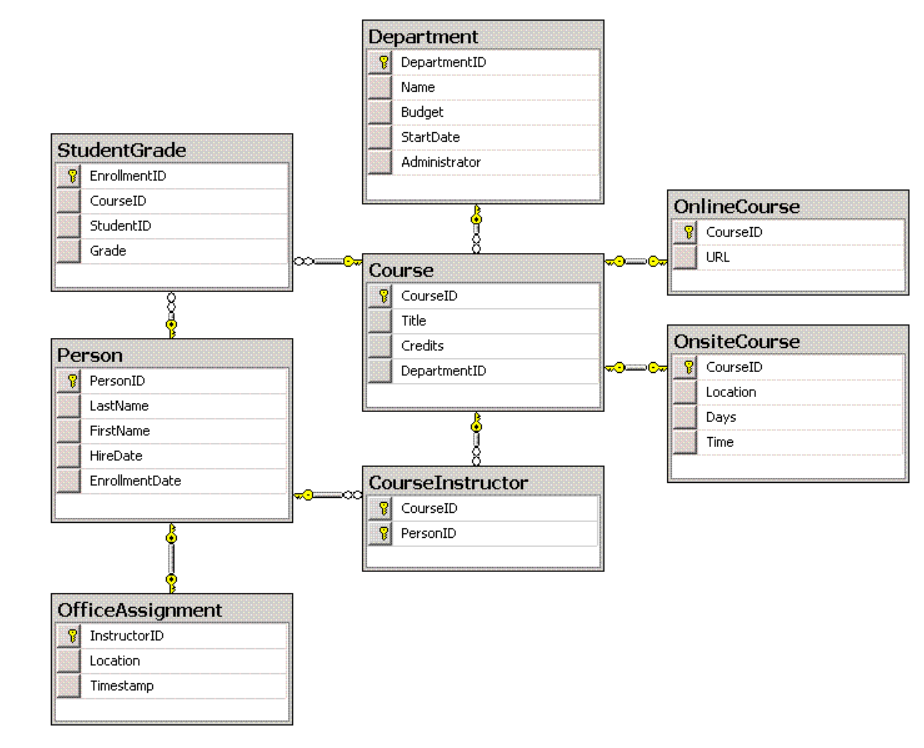 Department
DepartmentID
Name
Budget
StartDate
Administrator
StudentGrade
EnrollmentID
CourseID
StudentID
Grade
OnlineCourse
CourseID
URL
Course
CourseID
Title
Credits
DepartmentID
OnsiteCourse
CourseID
Location
Days
Time
Person
PersonID
LastName
FirstName
HireDate
EnrollmentDate
CourseInstructor
CourseID
PersonID
OfficeAssignment
InstructorID
Location
Timestamp